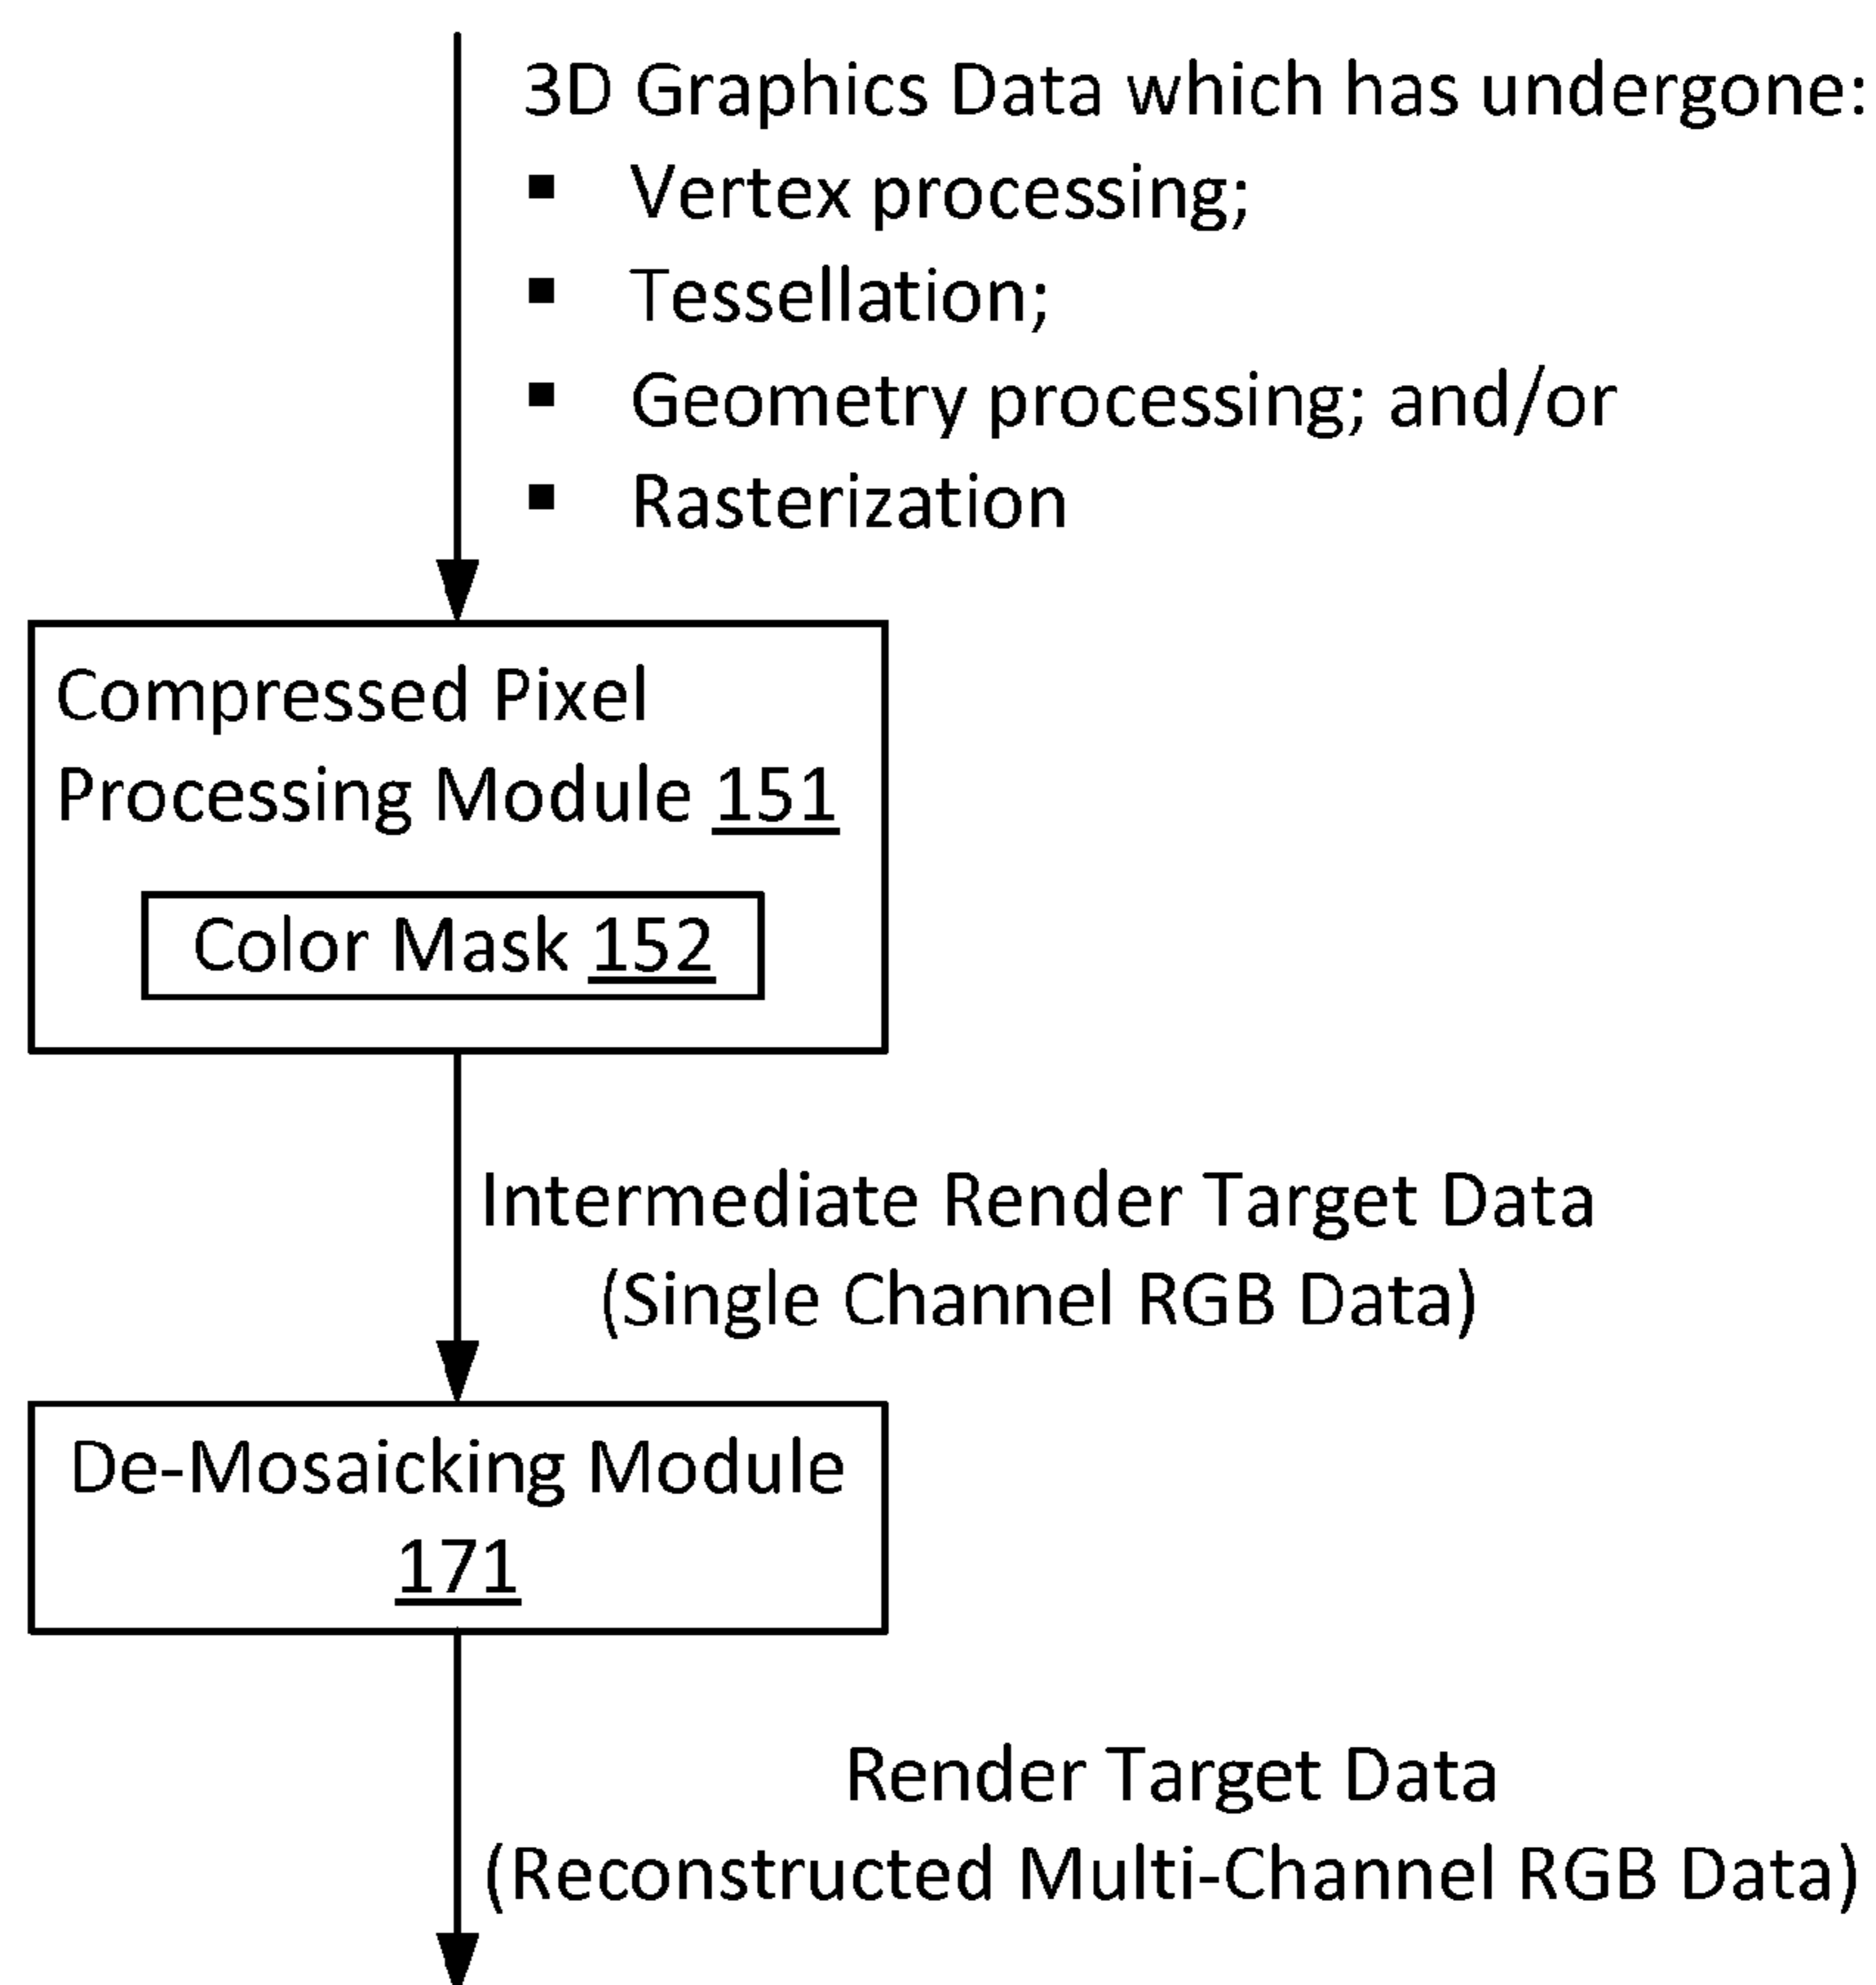 3D Graphics Data which has undergone:
▪ Vertex processing;
▪ Tessellation;
▪ Geometry processing; and/or
▪ Rasterization
Compressed Pixel
Processing Module 151
Color Mask 152
Intermediate Render Target Data
(Single Channel RGB Data)
De-Mosaicking Module
171
Render Target Data
(Reconstructed Multi-Channel RGB Data)